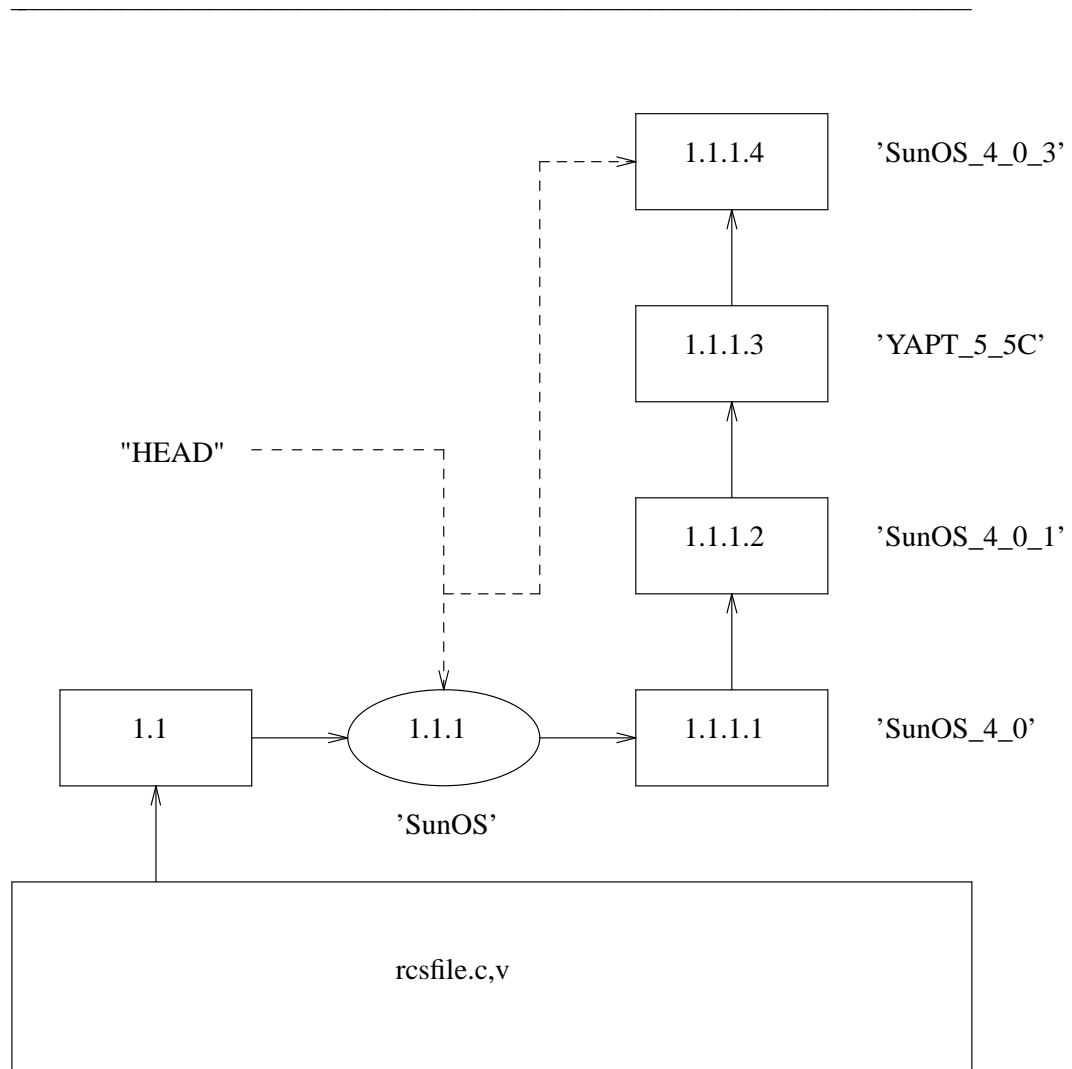 1.1.1.4 ’SunOS_4_0_3’
1.1.1.3 ’YAPT_5_5C’
"HEAD"
1.1.1.2 ’SunOS_4_0_1’
1.1 1.1.1 1.1.1.1 ’SunOS_4_0’
’SunOS’
rcsfile.c,v